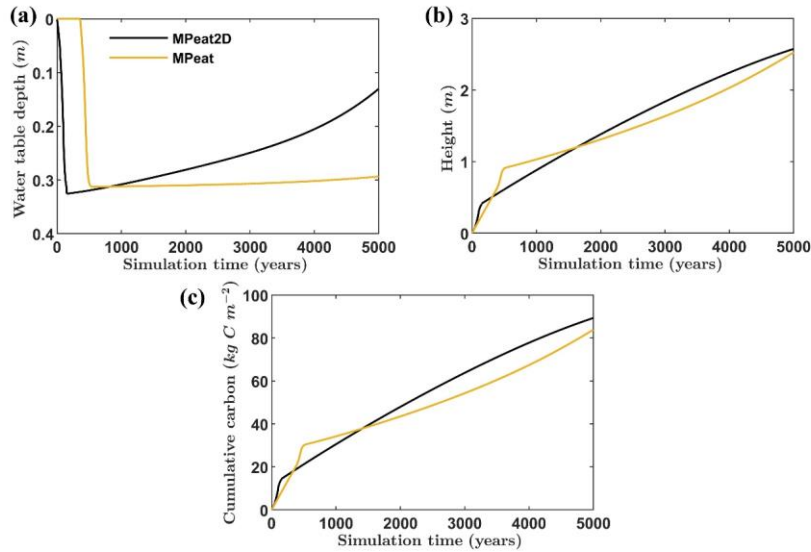 (a)
MPeat2D
MPeat
Water table depth (m)
0
0.1
0.2
0.3
0.4
0 1000 2000 3000 4000 5000
Simulation time (years)
(b)
Height (m)
3
2
1
0
0 1000 2000 3000 4000 5000
Simulation time (years)
(c)
Cumulative carbon (kg C m⁻²)
100
80
60
40
20
0
0 1000 2000 3000 4000 5000
Simulation time (years)